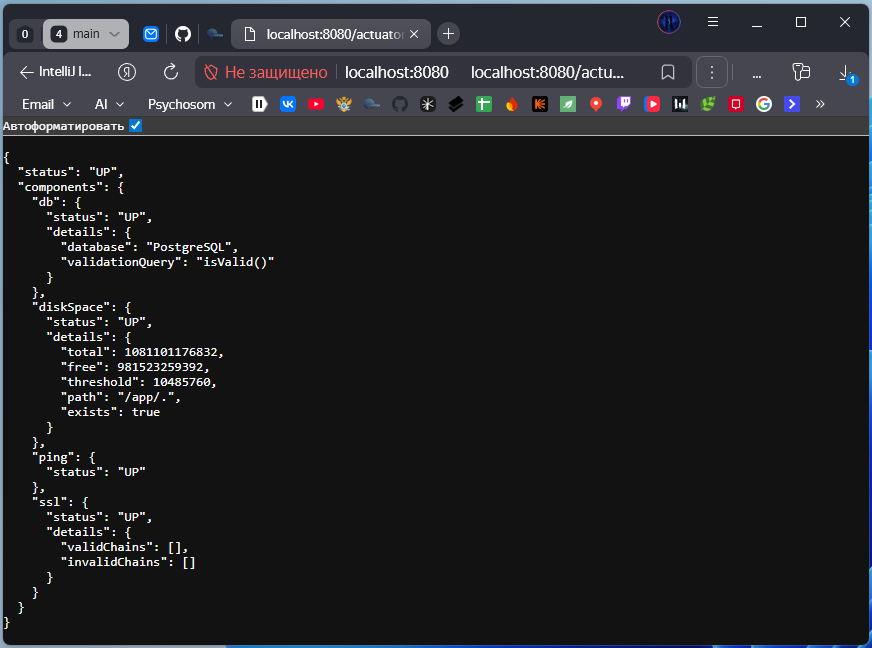 0
4 main
localhost:8080/actuator
IntelliJ I...
Я
Не защищено localhost:8080 localhost:8080/actu...
...
1
Email
AI
Psychosom
»
Автоформатировать
{
  "status": "UP",
  "components": {
    "db": {
      "status": "UP",
      "details": {
        "database": "PostgreSQL",
        "validationQuery": "isValid()"
      }
    },
    "diskSpace": {
      "status": "UP",
      "details": {
        "total": 1081101176832,
        "free": 981523259392,
        "threshold": 10485760,
        "path": "/app/.",
        "exists": true
      }
    },
    "ping": {
      "status": "UP"
    },
    "ssl": {
      "status": "UP",
      "details": {
        "validChains": [],
        "invalidChains": []
      }
    }
  }
}